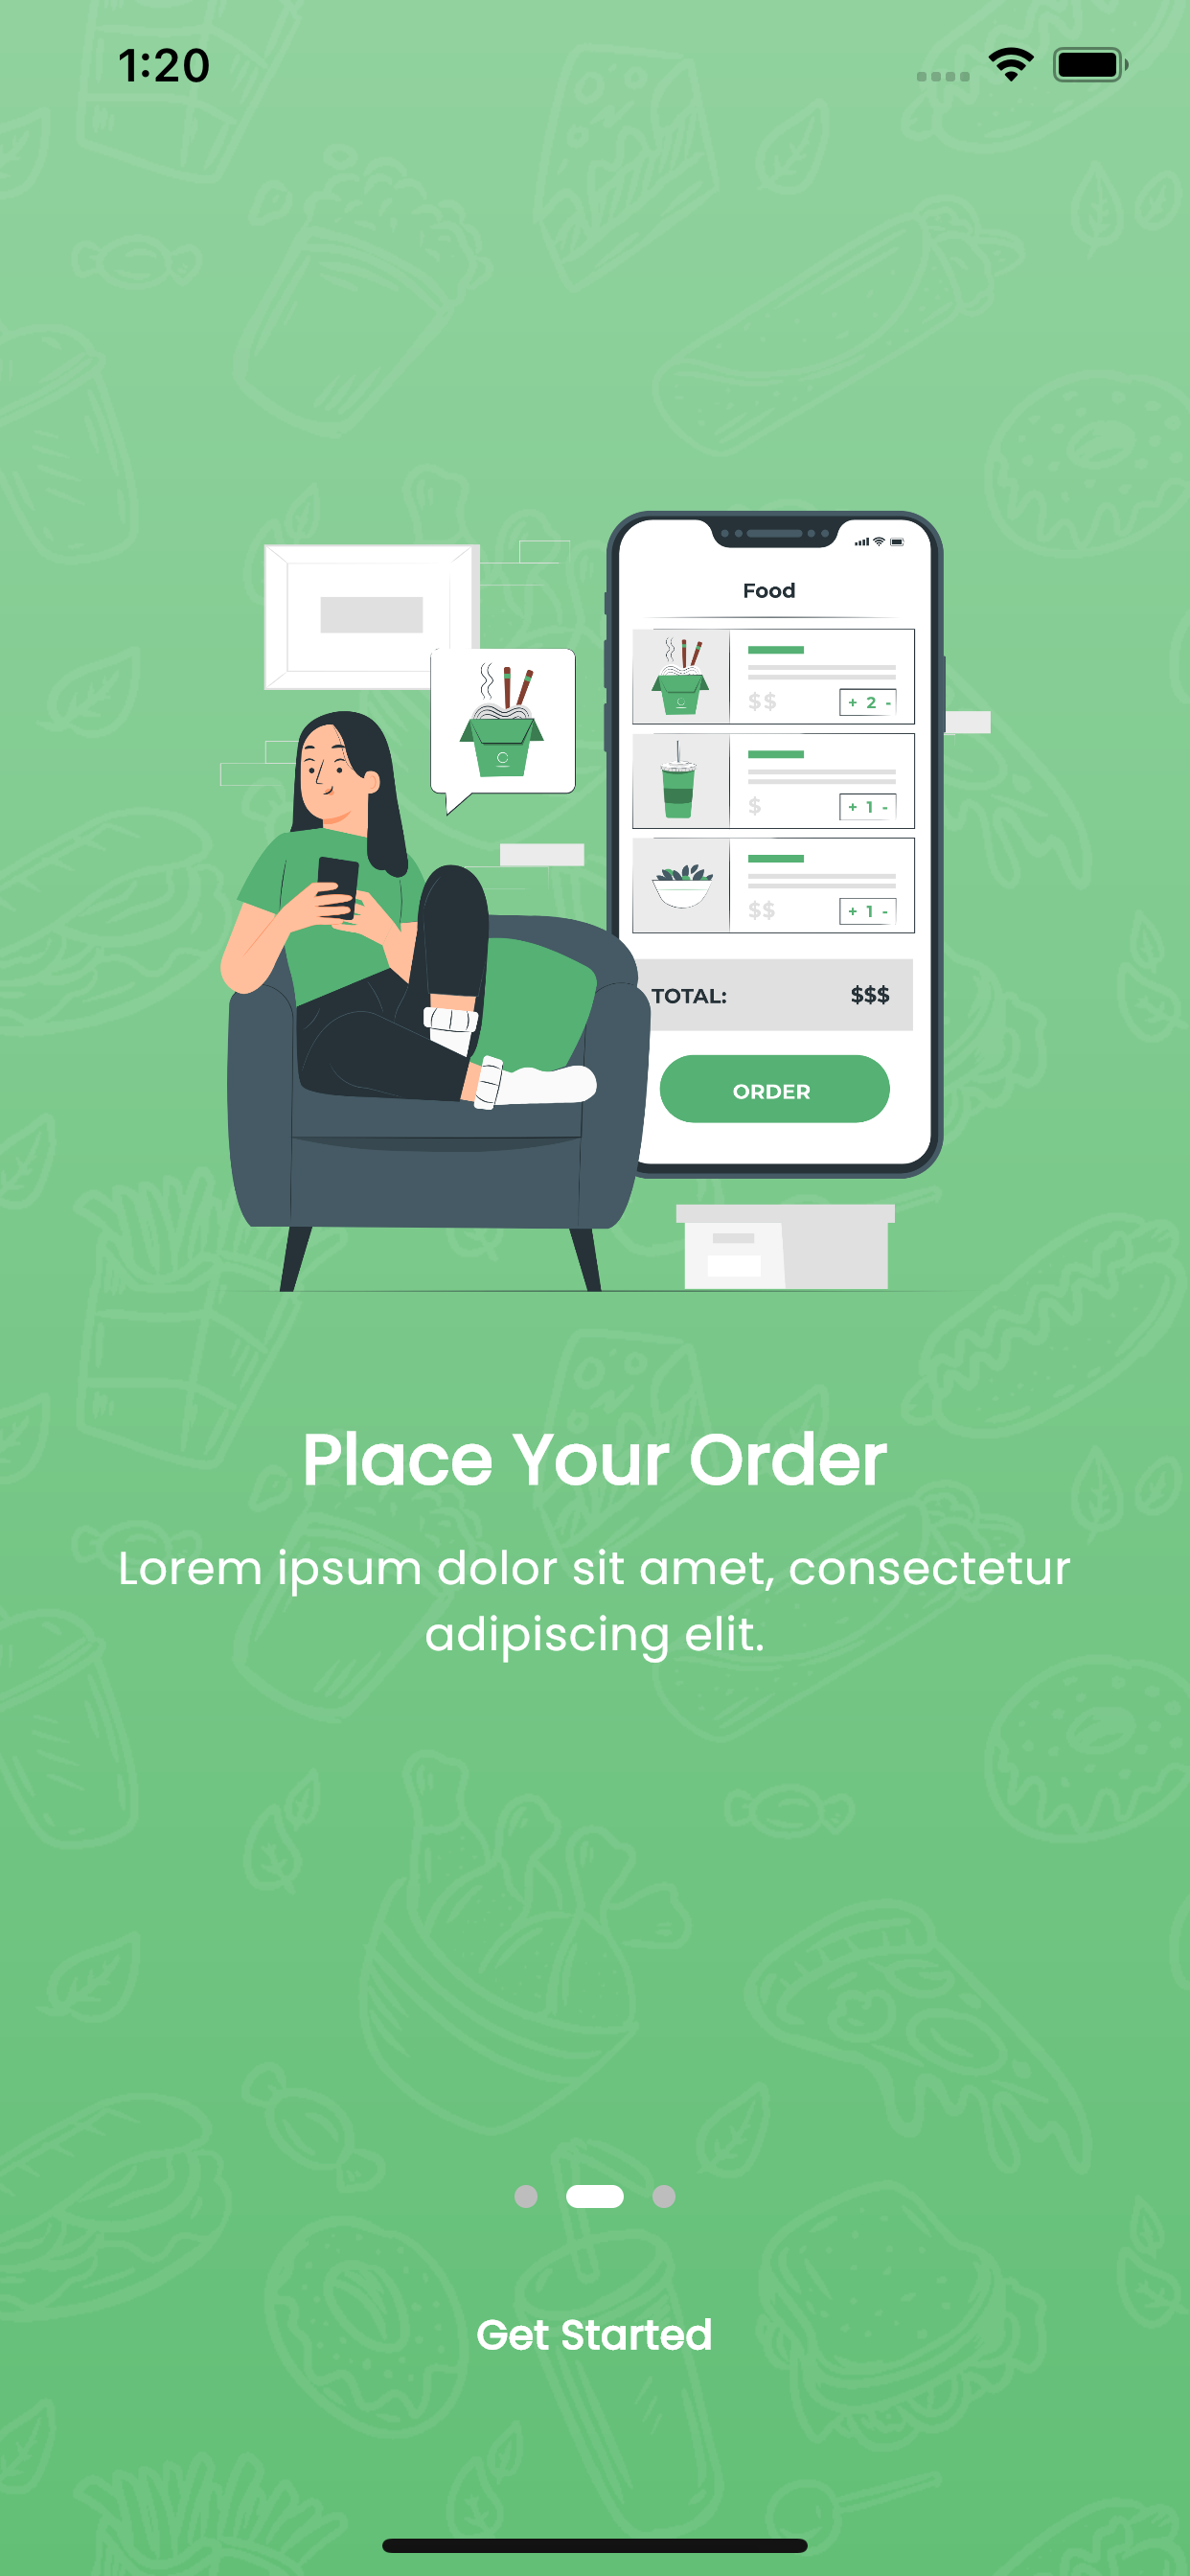 1:20
Food
$$
+ 2 -
$
+ 1 -
$$
+ 1 -
TOTAL: $$$
ORDER
Place Your Order
Lorem ipsum dolor sit amet, consectetur
adipiscing elit.
Get Started